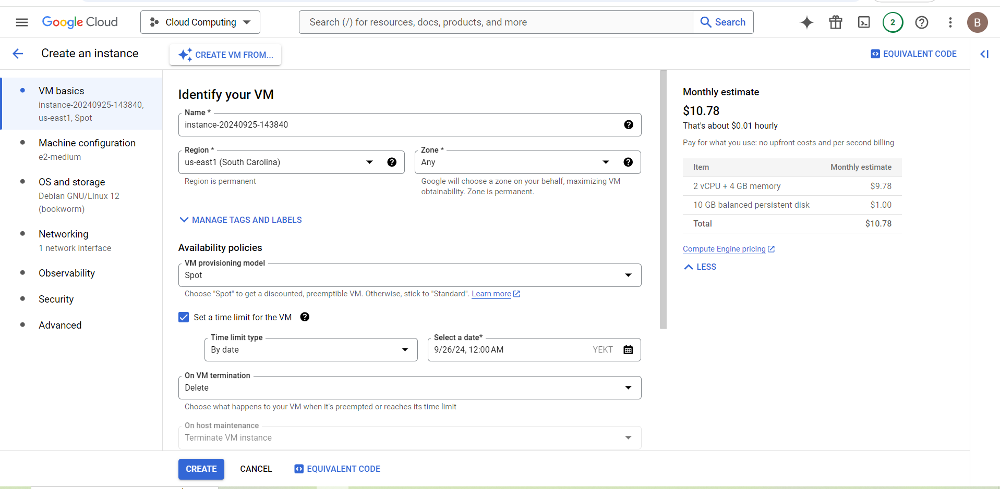 Google Cloud
Cloud Computing
Search (/) for resources, docs, products, and more
Search
2
B
Create an instance
CREATE VM FROM...
EQUIVALENT CODE
VM basics
instance-20240925-143840,
us-east1, Spot
Machine configuration
e2-medium
OS and storage
Debian GNU/Linux 12
(bookworm)
Networking
1 network interface
Observability
Security
Advanced
Identify your VM
Name *
instance-20240925-143840
Region *
us-east1 (South Carolina)
Region is permanent
Zone *
Any
Google will choose a zone on your behalf, maximizing VM
obtainability. Zone is permanent.
MANAGE TAGS AND LABELS
Availability policies
VM provisioning model
Spot
Choose "Spot" to get a discounted, preemptible VM. Otherwise, stick to "Standard". Learn more
Set a time limit for the VM
Time limit type
By date
Select a date*
9/26/24, 12:00 AM YEKT
On VM termination
Delete
Choose what happens to your VM when it's preempted or reaches its time limit
On host maintenance
Terminate VM instance
CREATE
CANCEL
EQUIVALENT CODE
Monthly estimate
$10.78
That's about $0.01 hourly
Pay for what you use: no upfront costs and per second billing
Item Monthly estimate
2 vCPU + 4 GB memory $9.78
10 GB balanced persistent disk $1.00
Total $10.78
Compute Engine pricing
LESS